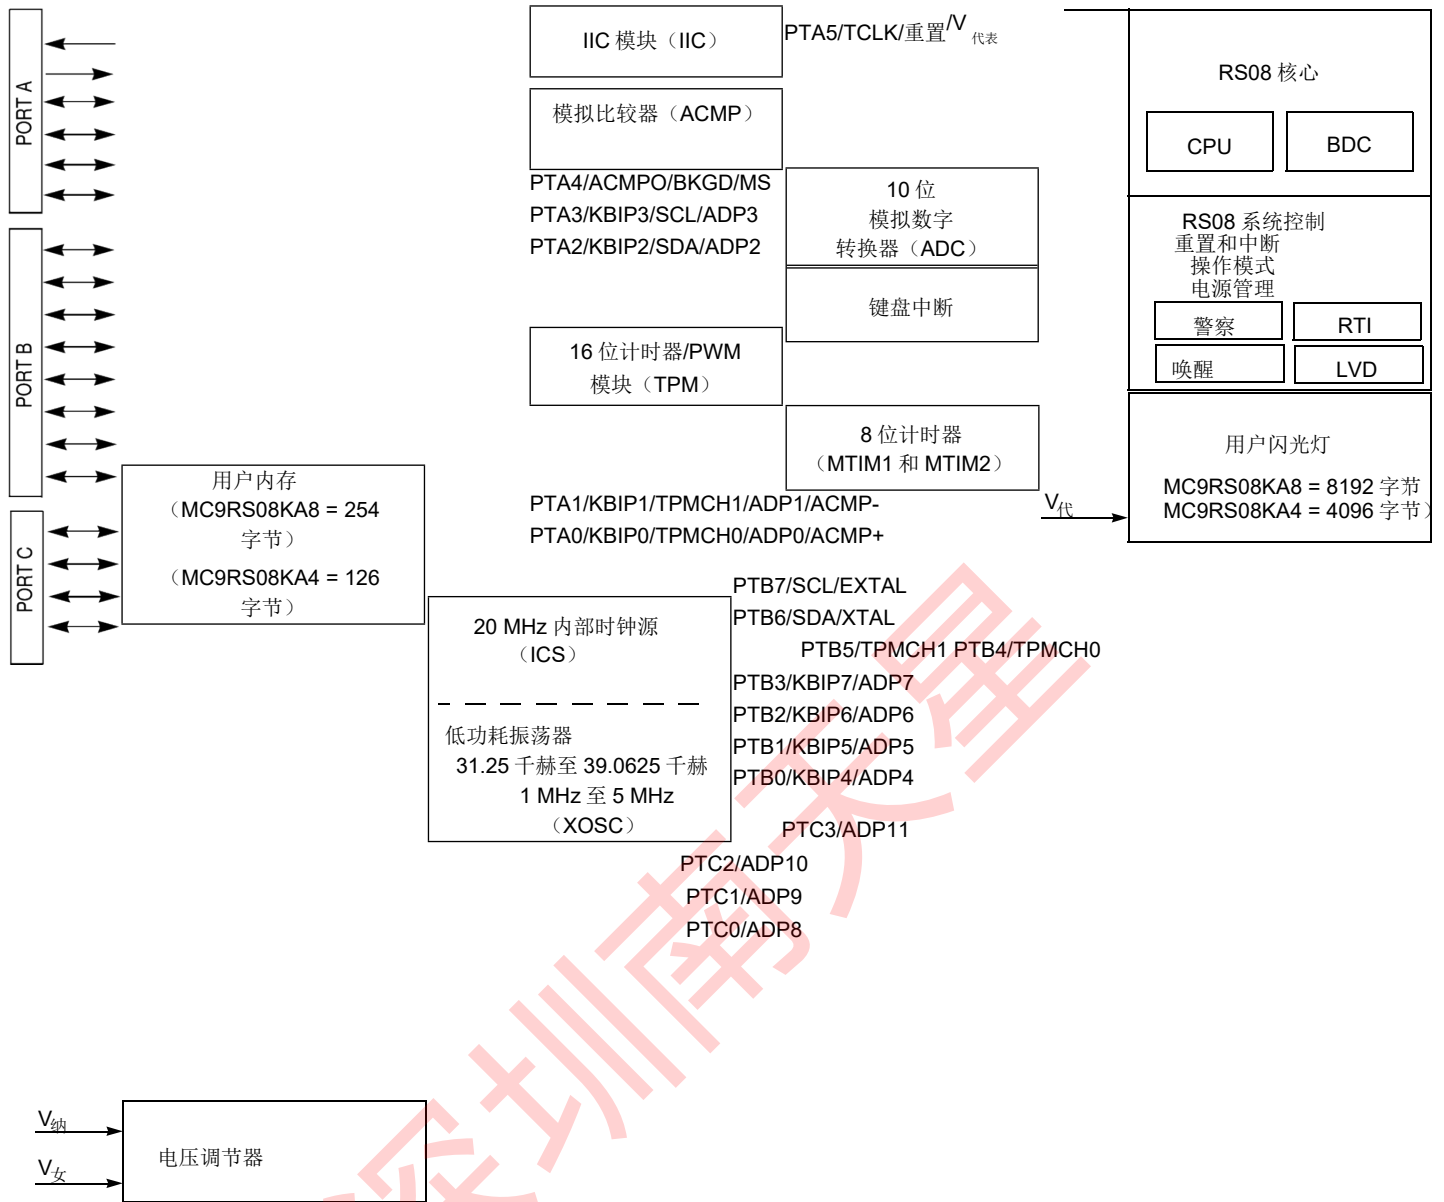 PORT A
PORT B
PORT C
IIC 模块（IIC）
PTA5/TCLK/重置/V 代表
模拟比较器（ACMP）
PTA4/ACMPO/BKGD/MS
PTA3/KBIP3/SCL/ADP3
PTA2/KBIP2/SDA/ADP2
10 位
模拟数字
转换器（ADC）
键盘中断
16 位计时器/PWM
模块（TPM）
8 位计时器
（MTIM1 和 MTIM2）
PTA1/KBIP1/TPMCH1/ADP1/ACMP-
PTA0/KBIP0/TPMCH0/ADP0/ACMP+
RS08 核心
CPU
BDC
RS08 系统控制
重置和中断
操作模式
电源管理
警察
RTI
唤醒
LVD
V代
用户闪光灯
MC9RS08KA8 = 8192 字节
MC9RS08KA4 = 4096 字节）
用户内存
（MC9RS08KA8 = 254
字节）
（MC9RS08KA4 = 126
字节）
20 MHz 内部时钟源
（ICS）
低功耗振荡器
31.25 千赫至 39.0625 千赫
1 MHz 至 5 MHz
（XOSC）
PTB7/SCL/EXTAL
PTB6/SDA/XTAL
PTB5/TPMCH1 PTB4/TPMCH0
PTB3/KBIP7/ADP7
PTB2/KBIP6/ADP6
PTB1/KBIP5/ADP5
PTB0/KBIP4/ADP4
PTC3/ADP11
PTC2/ADP10
PTC1/ADP9
PTC0/ADP8
V纳
V女
电压调节器
深圳南天星